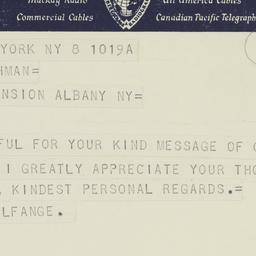 Mackay Radio
All America Cables
Commercial Cables
Canadian Pacific Telegraph
YORK NY 8 1019A
HMAN=
NSION ALBANY NY=
FUL FOR YOUR KIND MESSAGE OF
I GREATLY APPRECIATE YOUR THO
KINDEST PERSONAL REGARDS.=
LFANGE.